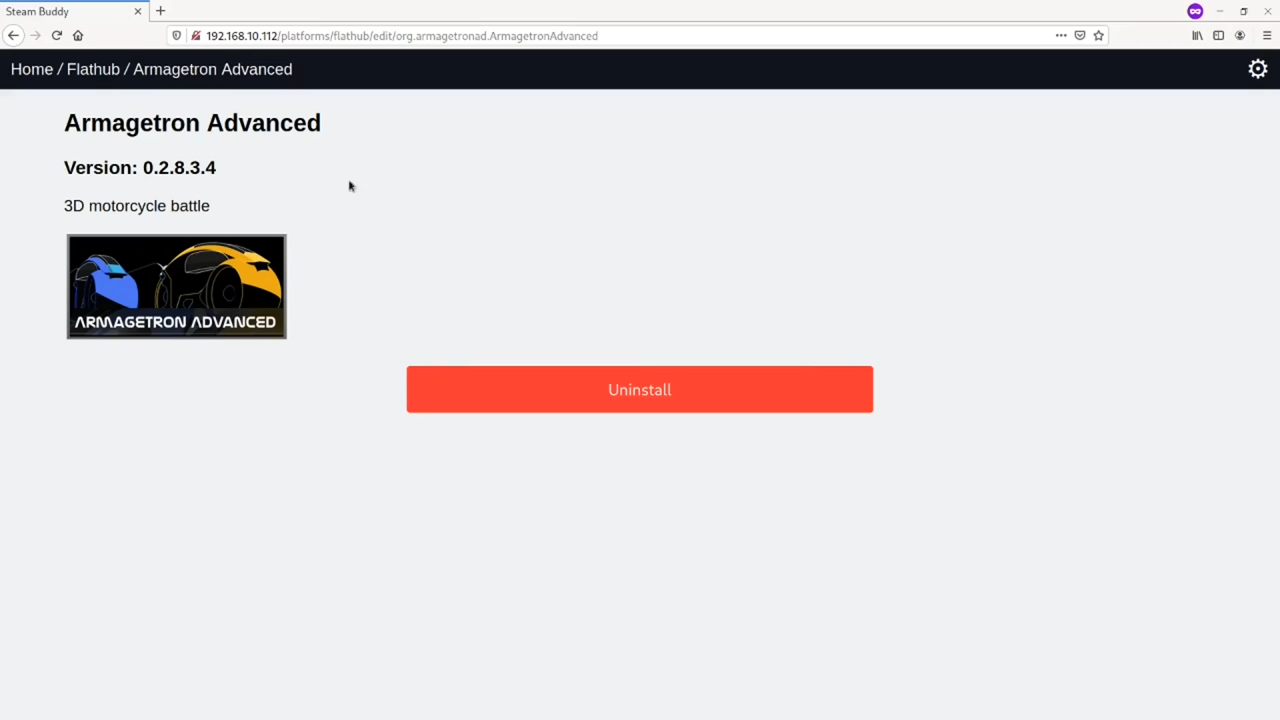 Steam Buddy
192.168.10.112/platforms/flathub/edit/org.armagetronad.ArmagetronAdvanced
Home / Flathub / Armagetron Advanced
Armagetron Advanced
Version: 0.2.8.3.4
3D motorcycle battle
ARMAGETRON ADVANCED
Uninstall